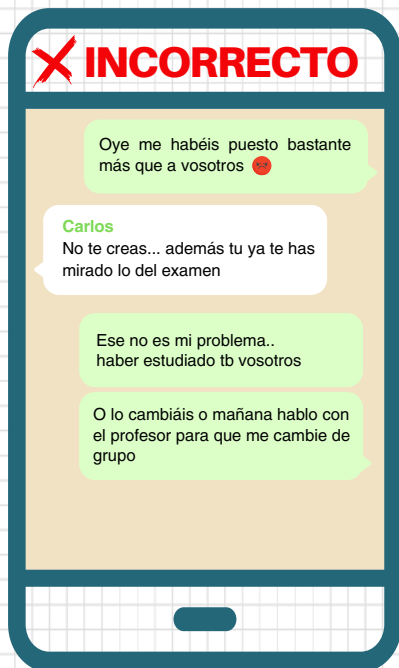 INCORRECTO
Oye me habéis puesto bastante
más que a vosotros
Carlos
No te creas... además tu ya te has
mirado lo del examen
Ese no es mi problema..
haber estudiado tb vosotros
O lo cambiáis o mañana hablo con
el profesor para que me cambie de
grupo